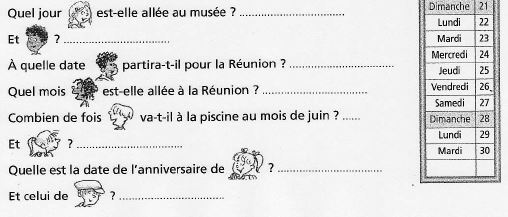 Quel jour est-elle allée au musée ? ..............................
Et ? ..............................
À quelle date partira-t-il pour la Réunion ? ..............................
Quel mois est-elle allée à la Réunion ? ..............................
Combien de fois va-t-il à la piscine au mois de juin ? .....
Et ? ..............................
Quelle est la date de l'anniversaire de ? ..............................
Et celui de ? ..............................
Dimanche 21
Lundi 22
Mardi 23
Mercredi 24
Jeudi 25
Vendredi 26
Samedi 27
Dimanche 28
Lundi 29
Mardi 30